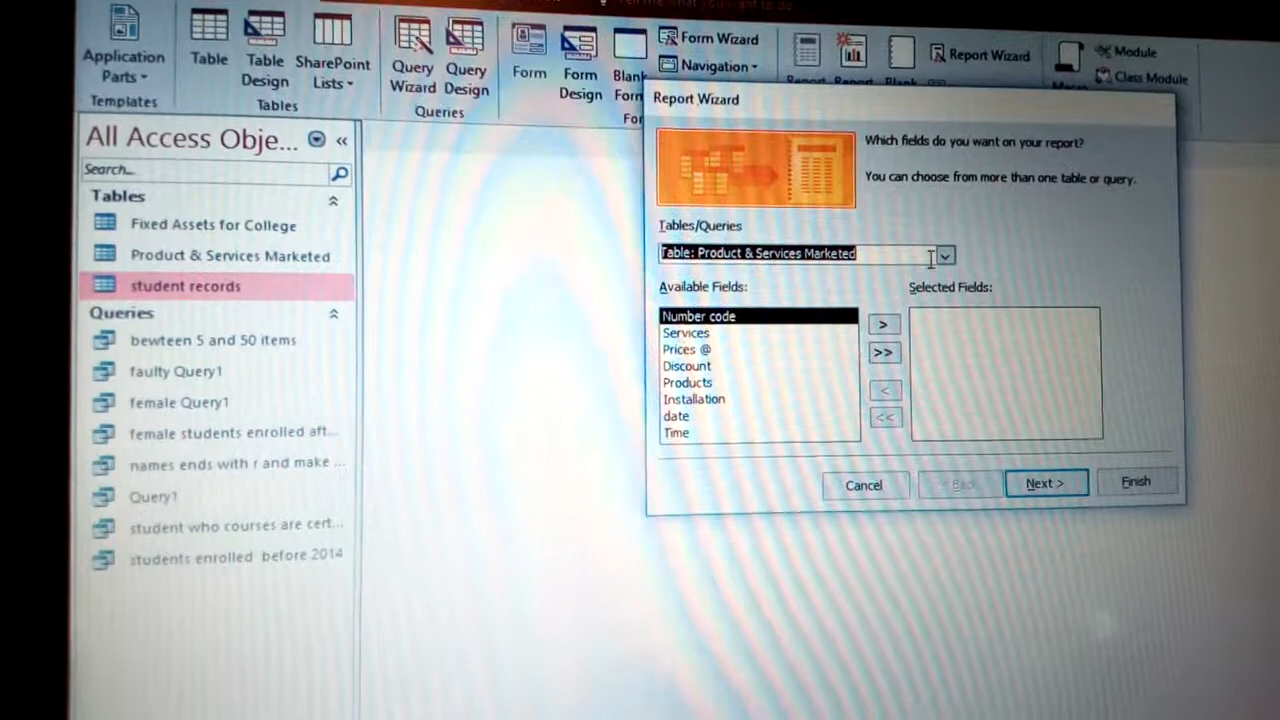 Application
Parts
Templates
Table
Table
Design
SharePoint
Lists
Tables
Query
Wizard
Query
Design
Queries
Form
Form
Design
Blank
Form
Form Wizard
Navigation
Report Wizard
Module
Class Module
All Access Obje...
Search...
Tables
Fixed Assets for College
Product & Services Marketed
student records
Queries
bewteen 5 and 50 items
faulty Query1
female Query1
female students enrolled aft...
names ends with r and make ...
Query1
student who courses are cert...
students enrolled before 2014
Report Wizard
Which fields do you want on your report?
You can choose from more than one table or query.
Tables/Queries
Table: Product & Services Marketed
Available Fields:
Selected Fields:
Number code
Services
Prices @
Discount
Products
Installation
date
Time
>
>>
<
<<
Cancel
< Back
Next >
Finish